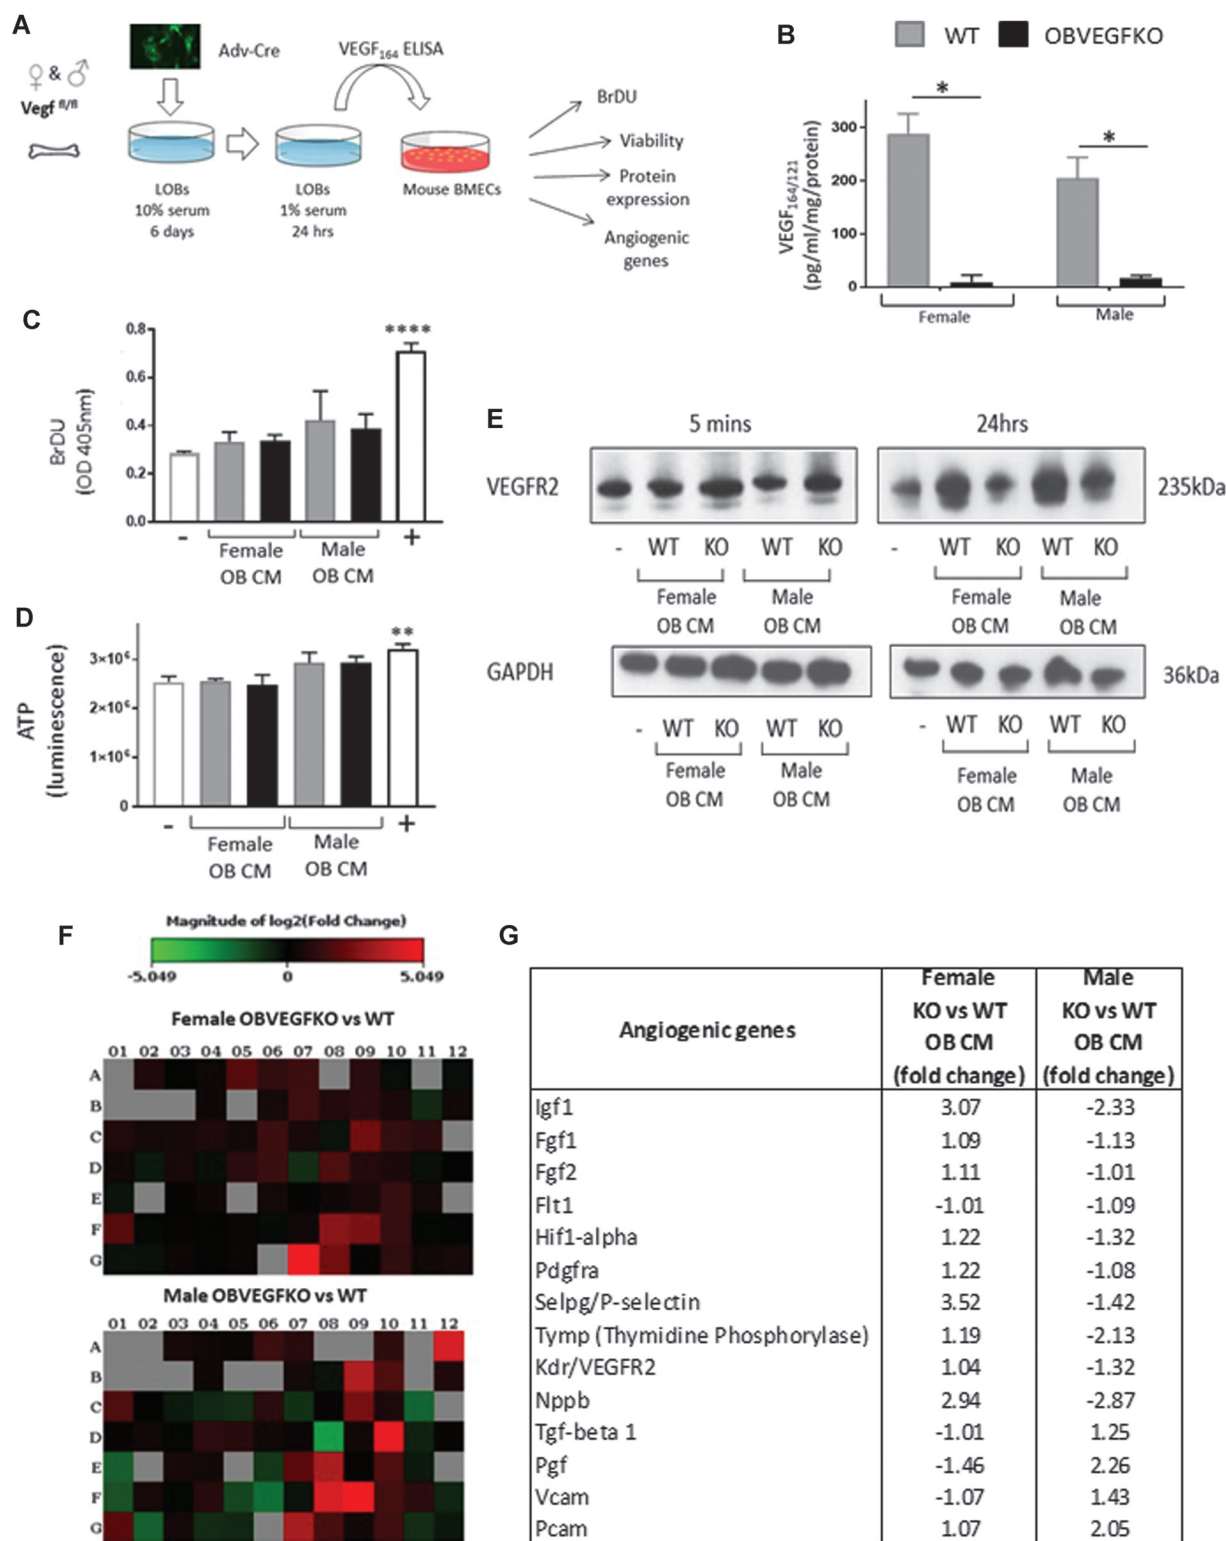 A
♀ & ♂
Vegf fl/fl
Adv-Cre
VEGF164 ELISA
LOBs
10% serum
6 days
LOBs
1% serum
24 hrs
Mouse BMECs
BrDU
Viability
Protein
expression
Angiogenic
genes
B
WT
OBVEGFKO
VEGF164/121
(pg/ml/mg/protein)
300
200
100
0
*
*
Female
Male
C
BrDU
(OD 405nm)
0.8
0.6
0.4
0.2
0.0
****
-
Female
OB CM
Male
OB CM
+
D
ATP
(luminescence)
3×10⁶
2×10⁶
1×10⁶
0
**
-
Female
OB CM
Male
OB CM
+
E
5 mins
24hrs
VEGFR2
235kDa
- WT KO WT KO
Female
OB CM
Male
OB CM
- WT KO WT KO
Female
OB CM
Male
OB CM
GAPDH
36kDa
- WT KO WT KO
Female
OB CM
Male
OB CM
- WT KO WT KO
Female
OB CM
Male
OB CM
F
Magnitude of log2(Fold Change)
-5.049 0 5.049
Female OBVEGFKO vs WT
01 02 03 04 05 06 07 08 09 10 11 12
A
B
C
D
E
F
G
Male OBVEGFKO vs WT
01 02 03 04 05 06 07 08 09 10 11 12
A
B
C
D
E
F
G
G
Angiogenic genes
Female
KO vs WT
OB CM
(fold change)
Male
KO vs WT
OB CM
(fold change)
Igf1 3.07 -2.33
Fgf1 1.09 -1.13
Fgf2 1.11 -1.01
Flt1 -1.01 -1.09
Hif1-alpha 1.22 -1.32
Pdgfra 1.22 -1.08
Selpg/P-selectin 3.52 -1.42
Tymp (Thymidine Phosphorylase) 1.19 -2.13
Kdr/VEGFR2 1.04 -1.32
Nppb 2.94 -2.87
Tgf-beta 1 -1.01 1.25
Pgf -1.46 2.26
Vcam -1.07 1.43
Pcam 1.07 2.05